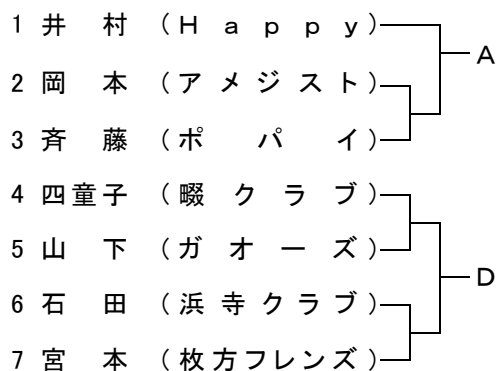 1 井村 (Happy)
A
2 岡本 (アメジスト)
3 斉藤 (ポパイ)
4 四童子 (畷クラブ)
5 山下 (ガオーズ)
D
6 石田 (浜寺クラブ)
7 宮本 (枚方フレンズ)